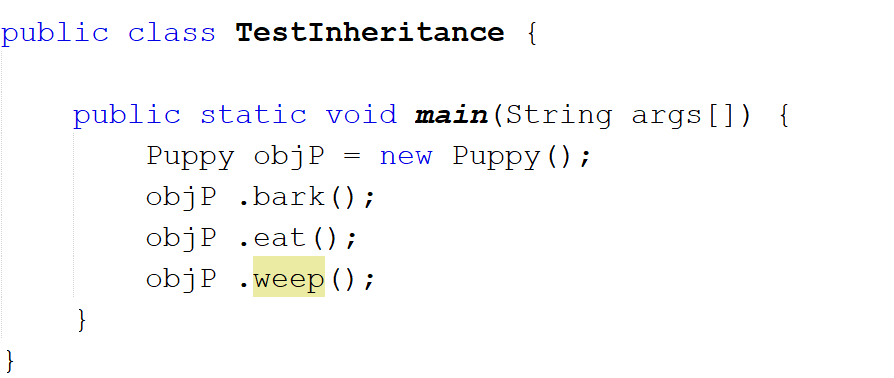 public class TestInheritance {
public static void main(String args[]) {
Puppy objP = new Puppy();
objP .bark();
objP .eat();
objP .weep();
}
}